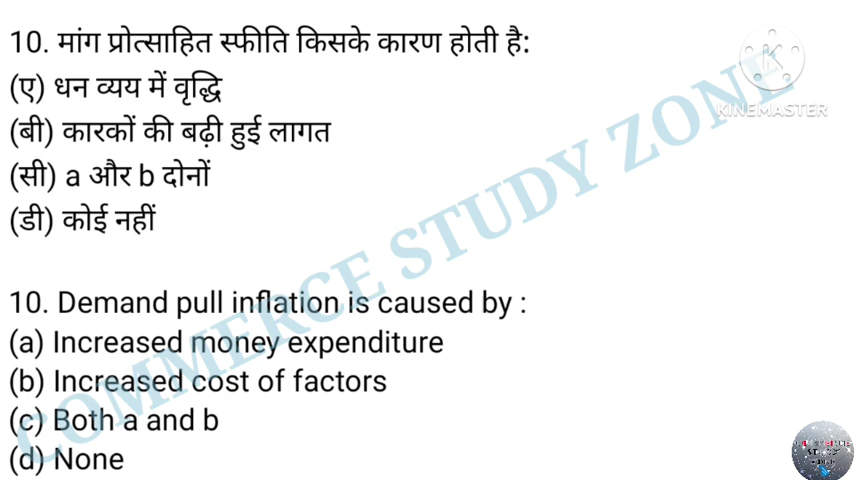 10. मांग प्रोत्साहित स्फीति किसके कारण होती है:
(ए) धन व्यय में वृद्धि
(बी) कारकों की बढ़ी हुई लागत
(सी) a और b दोनों
(डी) कोई नहीं
10. Demand pull inflation is caused by :
(a) Increased money expenditure
(b) Increased cost of factors
(c) Both a and b
(d) None
COMMERCE STUDY ZONE
K
KINEMASTER